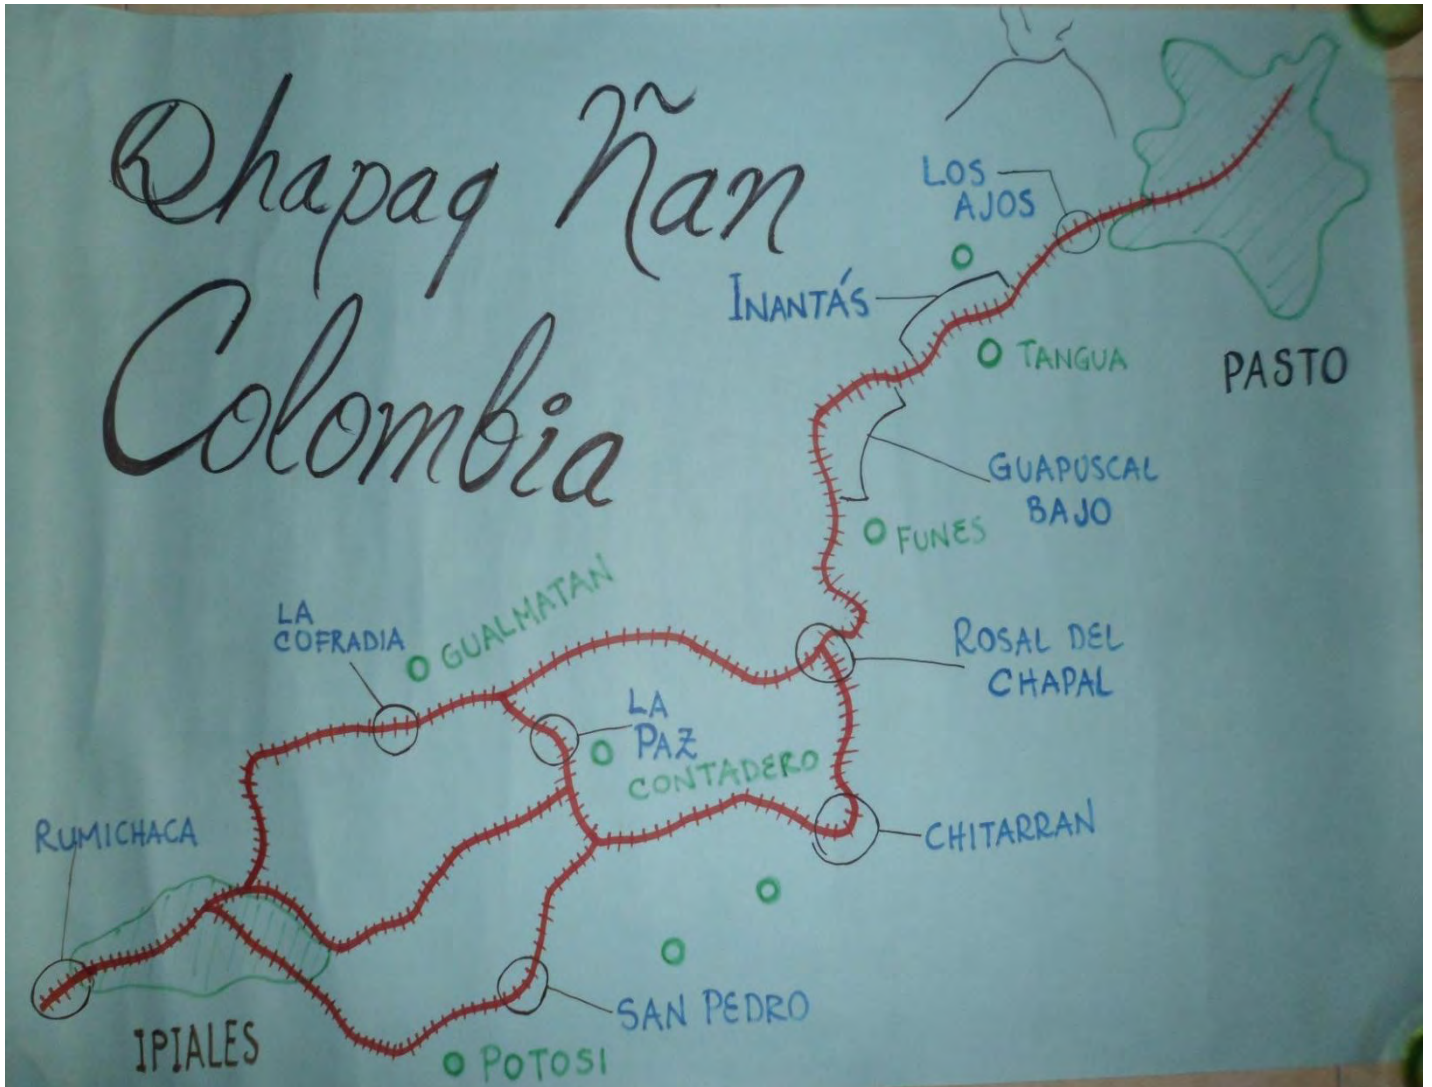 Qhapaq Ñan
Colombia
LOS
AJOS
INANTÁS
TANGUA
PASTO
GUAPUSCAL
BAJO
FUNES
LA
COFRADIA
GUALMATAN
ROSAL DEL
CHAPAL
LA
PAZ
CONTADERO
RUMICHACA
CHITARRAN
SAN PEDRO
IPIALES
POTOSI